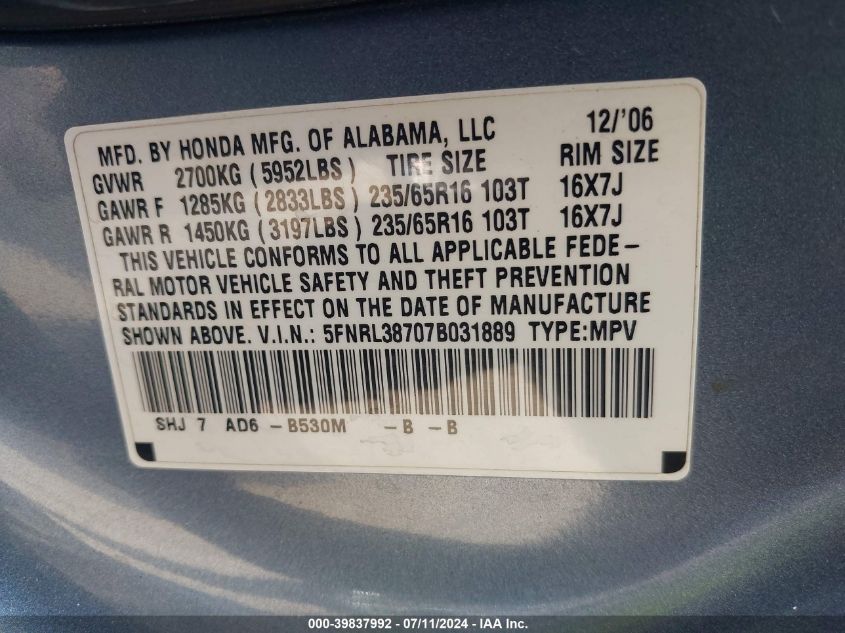 MFD. BY HONDA MFG. OF ALABAMA, LLC 12/'06
GVWR 2700KG (5952LBS) TIRE SIZE RIM SIZE
GAWR F 1285KG (2833LBS) 235/65R16 103T 16X7J
GAWR R 1450KG (3197LBS) 235/65R16 103T 16X7J
THIS VEHICLE CONFORMS TO ALL APPLICABLE FEDE-
RAL MOTOR VEHICLE SAFETY AND THEFT PREVENTION
STANDARDS IN EFFECT ON THE DATE OF MANUFACTURE
SHOWN ABOVE. V.I.N.: 5FNRL38707B031889 TYPE:MPV
SHJ 7 AD6 -B530M -B -B
000-39837992 - 07/11/2024 - IAA Inc.